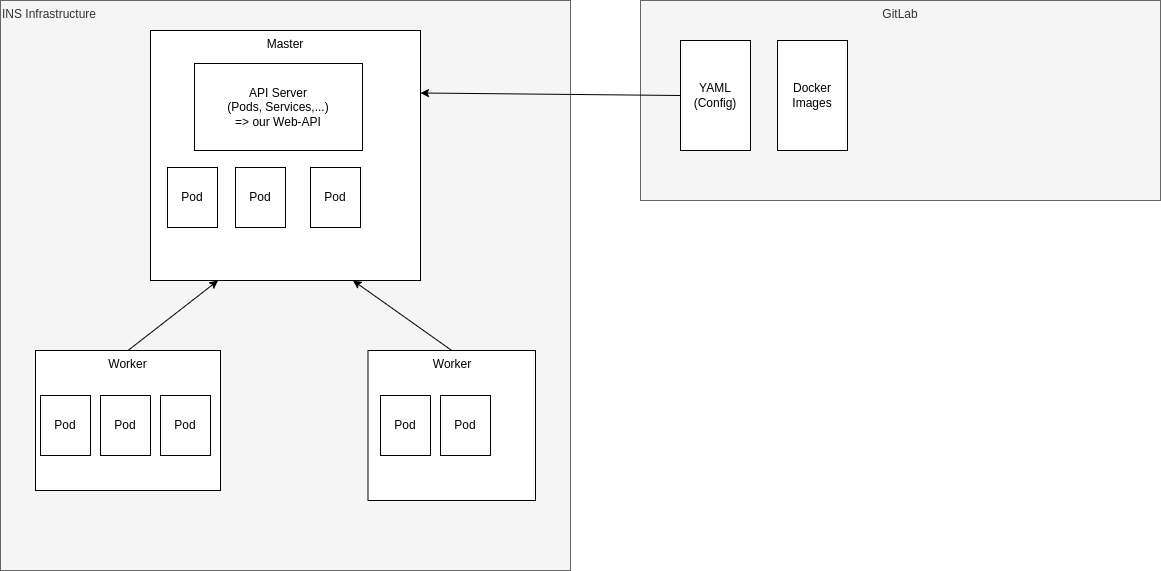 INS Infrastructure
Master
API Server
(Pods, Services,...)
=> our Web-API
Pod
Pod
Pod
Worker
Pod
Pod
Pod
Worker
Pod
Pod
GitLab
YAML
(Config)
Docker
Images